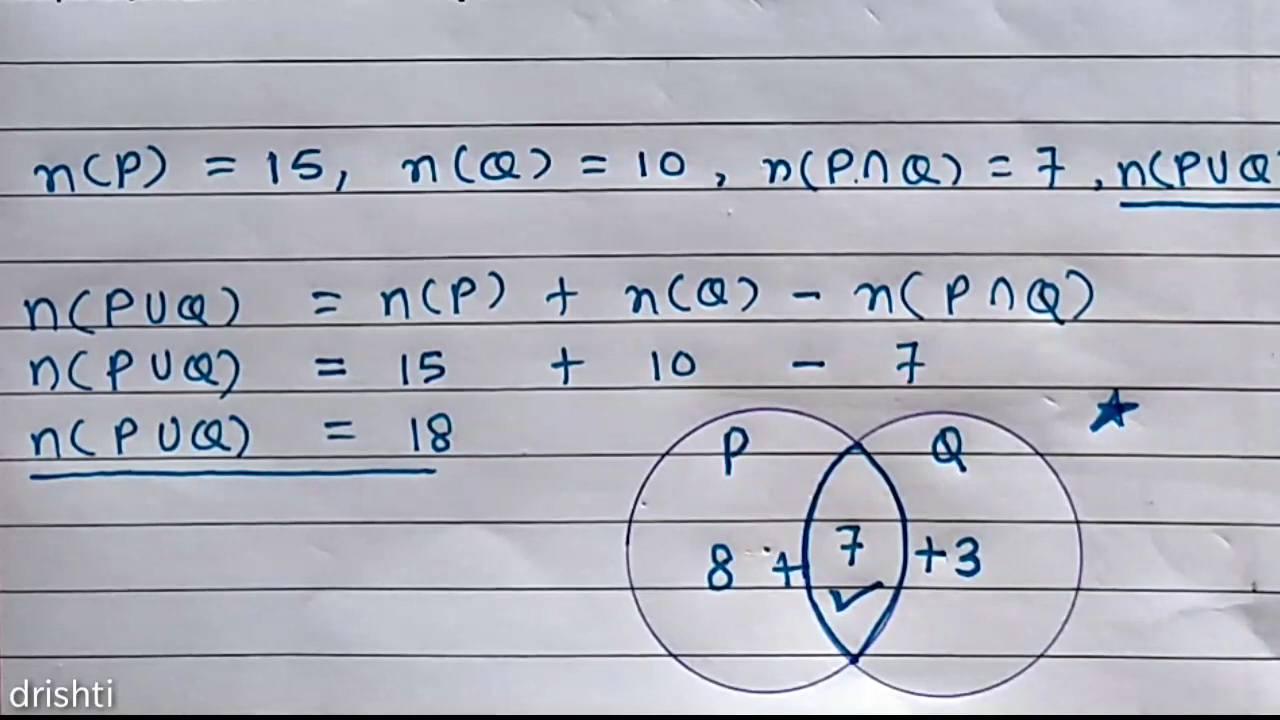 n(P) = 15, n(Q) = 10, n(P∩Q) = 7, n(P∪Q)
n(P∪Q) = n(P) + n(Q) - n(P∩Q)
n(P∪Q) = 15 + 10 - 7
n(P∪Q) = 18
P Q
8 + 7 +3
drishti